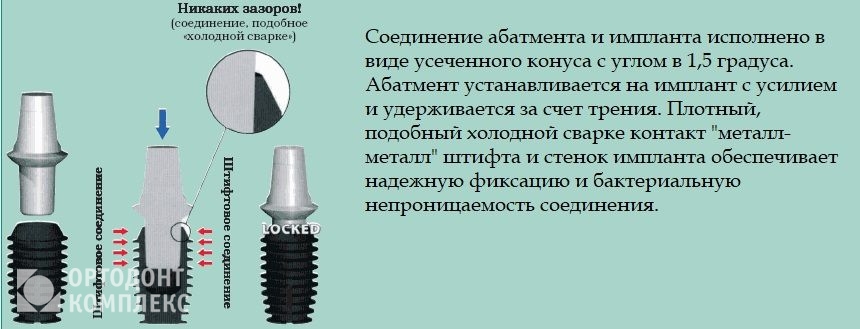 Никаких зазоров!
(соединение, подобное
«холодной сварке»)
Штифтовое соединение
Штифтовое соединение
LOCKED
ОРТОДОНТ
КОМПЛЕКС
Соединение абатмента и импланта исполнено в
виде усеченного конуса с углом в 1,5 градуса.
Абатмент устанавливается на имплант с усилием
и удерживается за счет трения. Плотный,
подобный холодной сварке контакт "металл-
металл" штифта и стенок импланта обеспечивает
надежную фиксацию и бактериальную
непроницаемость соединения.